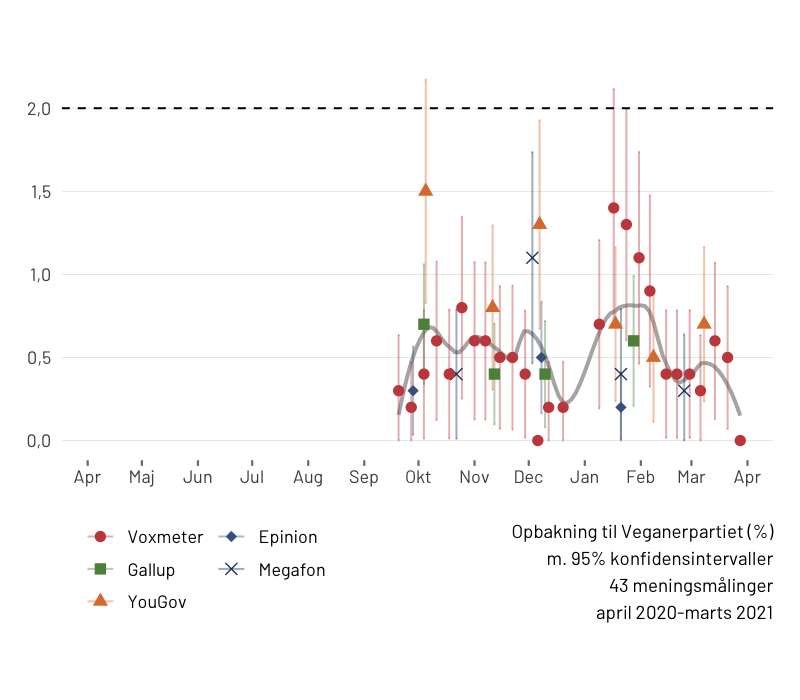 2,0
1,5
1,0
0,5
0,0
Apr Maj Jun Jul Aug Sep Okt Nov Dec Jan Feb Mar Apr
Voxmeter Epinion
Gallup Megafon
YouGov
Opbakning til Veganerpartiet (%)
m. 95% konfidensintervaller
43 meningsmålinger
april 2020-marts 2021